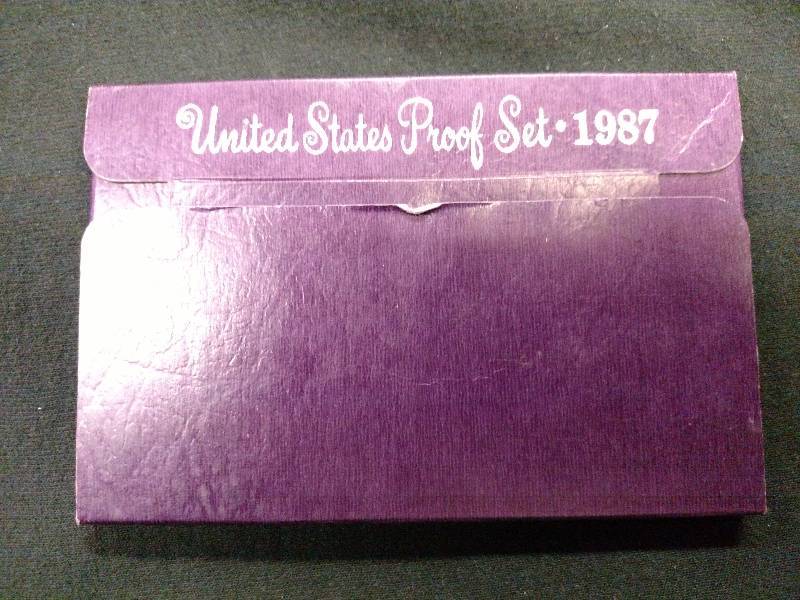 United States Proof Set • 1987